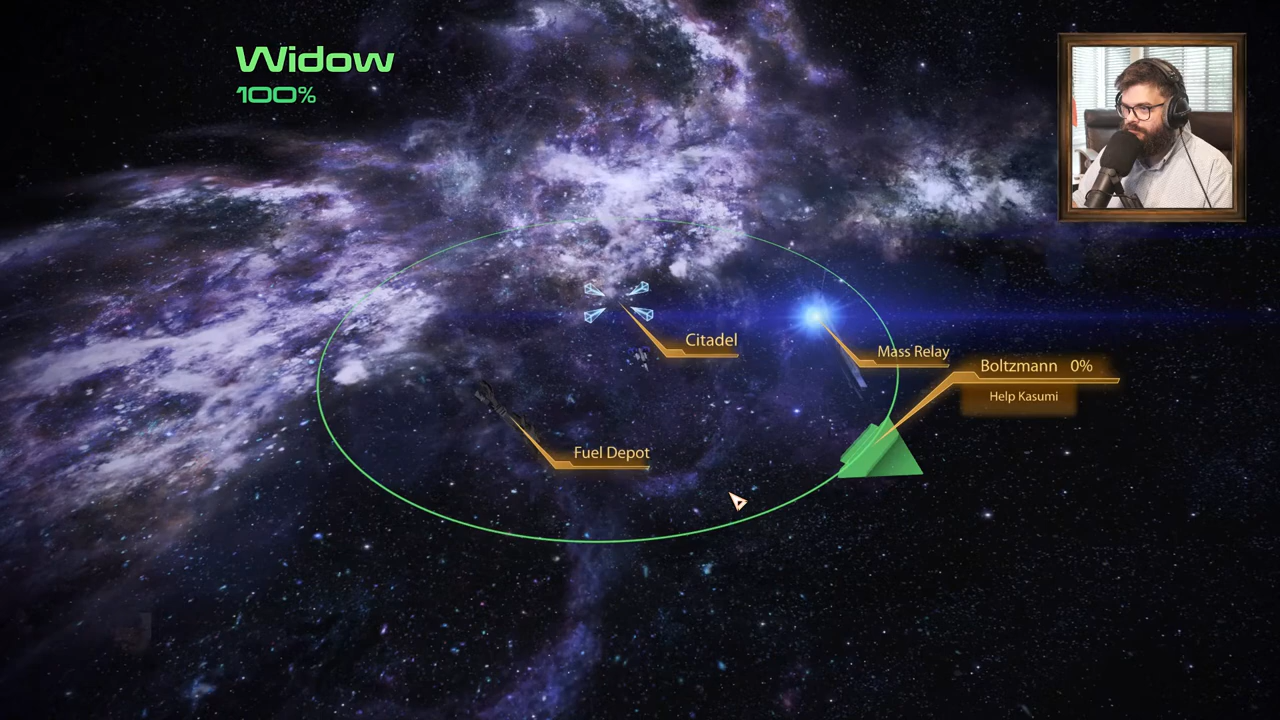 Widow
100%
Citadel
Mass Relay
Boltzmann 0%
Help Kasumi
Fuel Depot